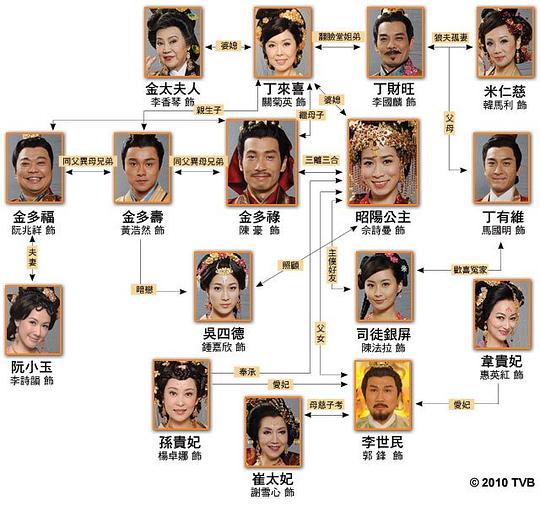 婆媳
翻臉堂姐弟
狼夫孤妻
金太夫人
李香琴 飾
丁來喜
關菊英 飾
丁財旺
李國麟 飾
米仁慈
韓馬利 飾
親生子
繼母子
婆媳
父母
同父異母兄弟
同父異母兄弟
三離三合
金多福
阮兆祥 飾
金多壽
黃浩然 飾
金多祿
陳 豪 飾
昭陽公主
佘詩曼 飾
丁有維
馬國明 飾
夫妻
暗戀
照顧
主僕好友
歡喜冤家
阮小玉
李詩韻 飾
吳四德
鍾嘉欣 飾
司徒銀屏
陳法拉 飾
韋貴妃
惠英紅 飾
父女
奉承
愛妃
愛妃
母慈子考
孫貴妃
楊卓娜 飾
崔太妃
謝雪心 飾
李世民
郭 鋒 飾
© 2010 TVB